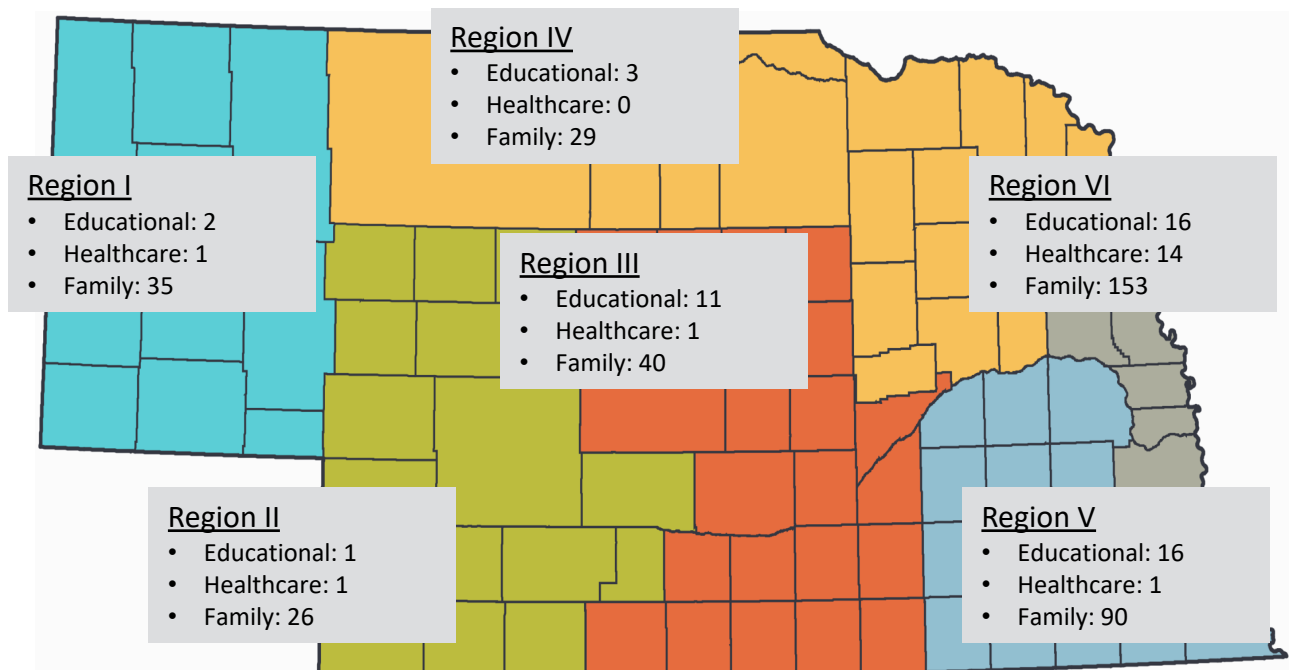 Region IV
• Educational: 3
• Healthcare: 0
• Family: 29
Region I
• Educational: 2
• Healthcare: 1
• Family: 35
Region VI
• Educational: 16
• Healthcare: 14
• Family: 153
Region III
• Educational: 11
• Healthcare: 1
• Family: 40
Region II
• Educational: 1
• Healthcare: 1
• Family: 26
Region V
• Educational: 16
• Healthcare: 1
• Family: 90